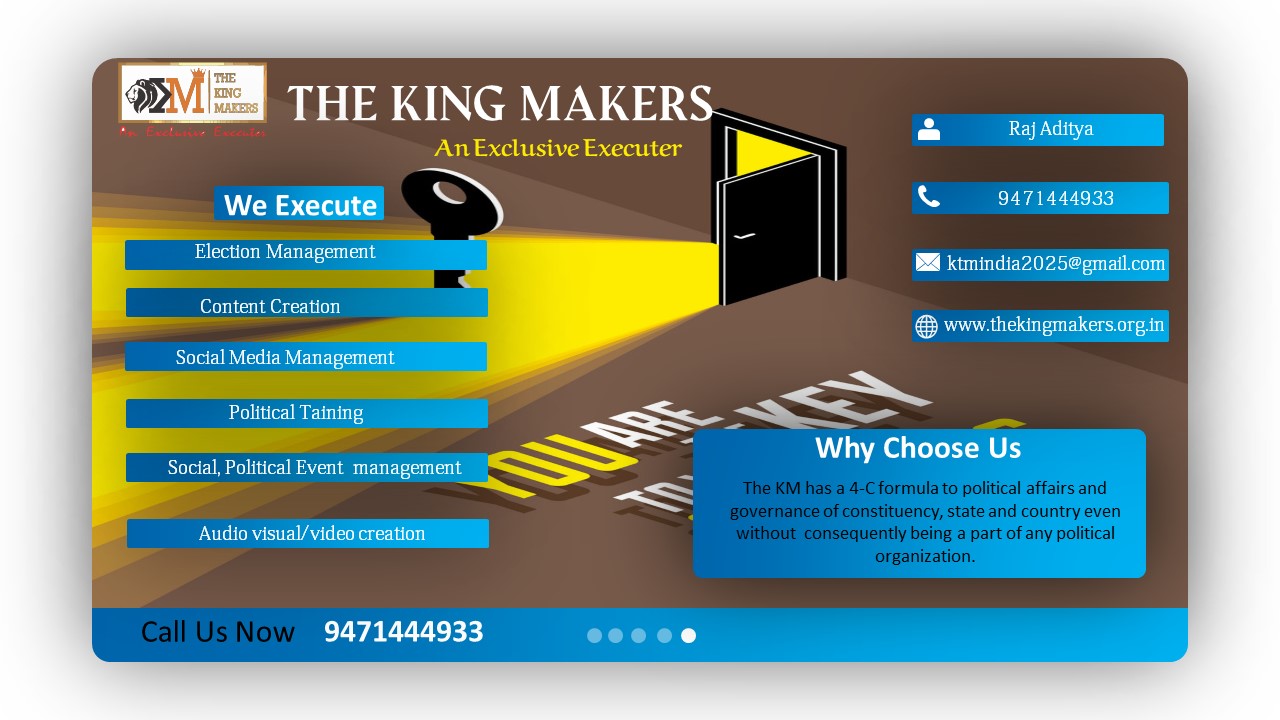 THE
KING
MAKERS
An Exclusive Executer
THE KING MAKERS
An Exclusive Executer
Raj Aditya
9471444933
ktmindia2025@gmail.com
www.thekingmakers.org.in
We Execute
Election Management
Content Creation
Social Media Management
Political Taining
Social, Political Event management
Audio visual/video creation
YOU ARE
KEY
TO
Why Choose Us
The KM has a 4-C formula to political affairs and
governance of constituency, state and country even
without consequently being a part of any political
organization.
Call Us Now 9471444933